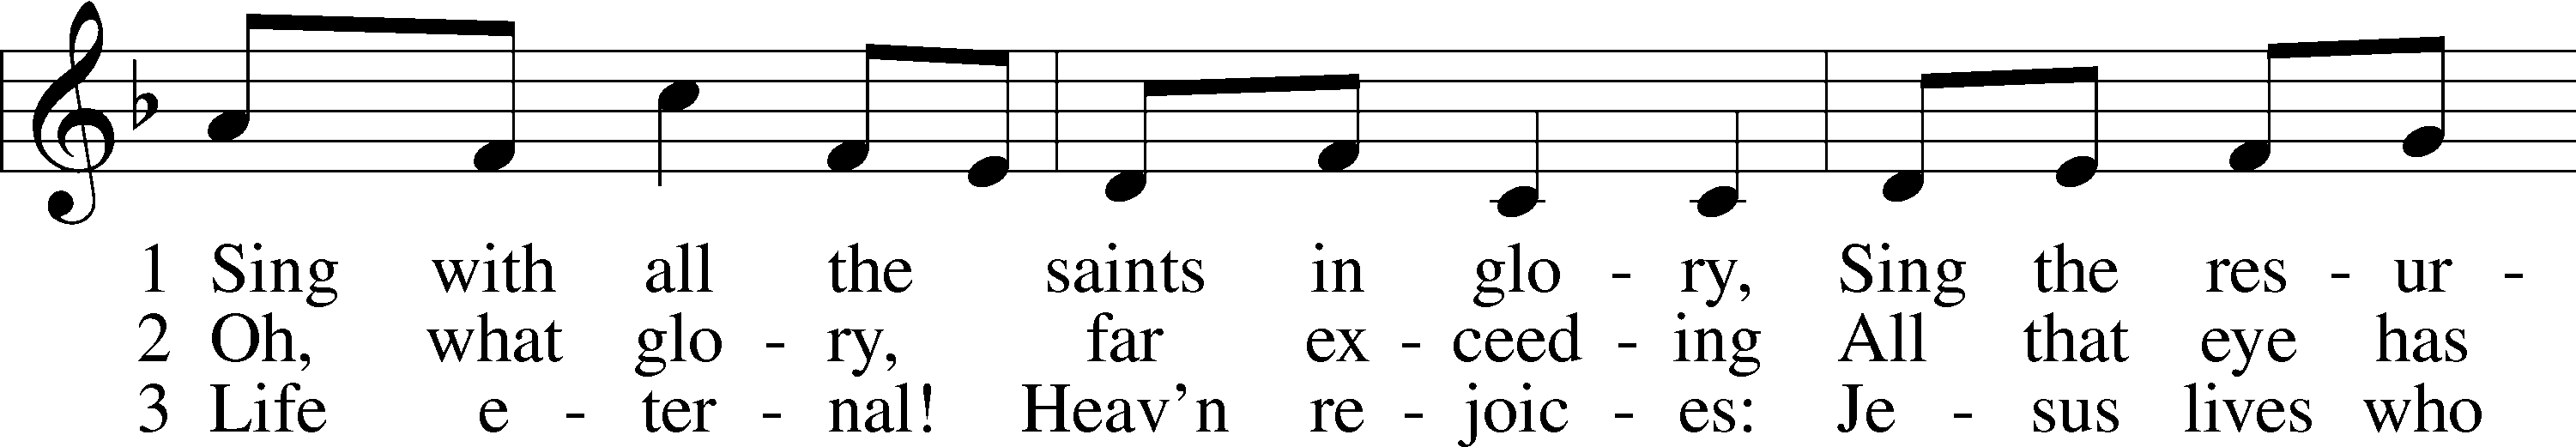 1 Sing with all the saints in glo - ry, Sing the res - ur -
2 Oh, what glo - ry, far ex - ceed - ing All that eye has
3 Life e - ter - nal! Heav’n re - joic - es: Je - sus lives who